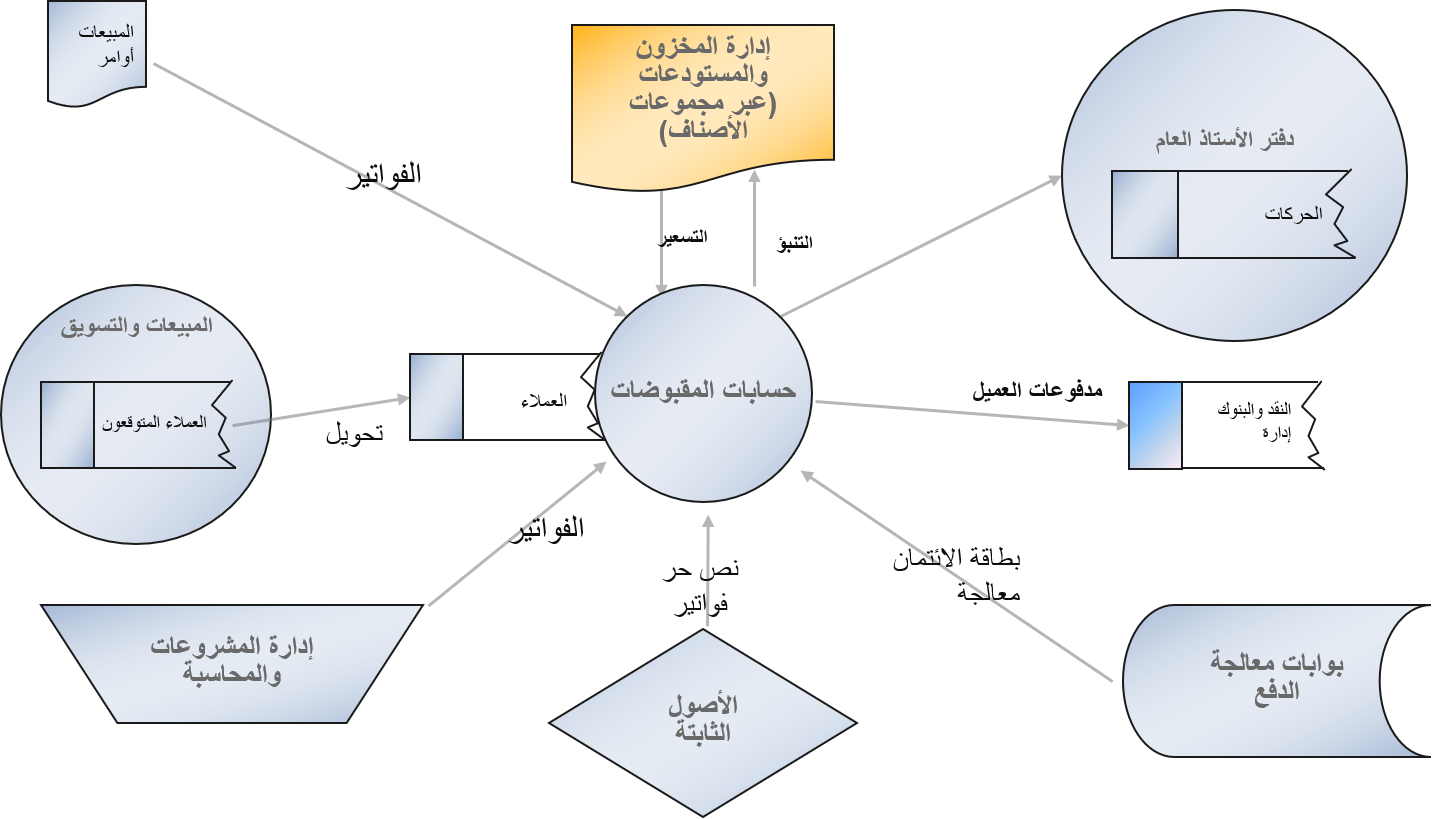 المبيعات
أوامر
إدارة المخزون
والمستودعات
(عبر مجموعات
الأصناف)
دفتر الأستاذ العام
الحركات
الفواتير
التسعير
التنبؤ
المبيعات والتسويق
العملاء المتوقعون
تحويل
العملاء
حسابات المقبوضات
مدفوعات العميل
النقد والبنوك
إدارة
الفواتير
نص حر
فواتير
بطاقة الائتمان
معالجة
إدارة المشروعات
والمحاسبة
الأصول
الثابتة
بوابات معالجة
الدفع